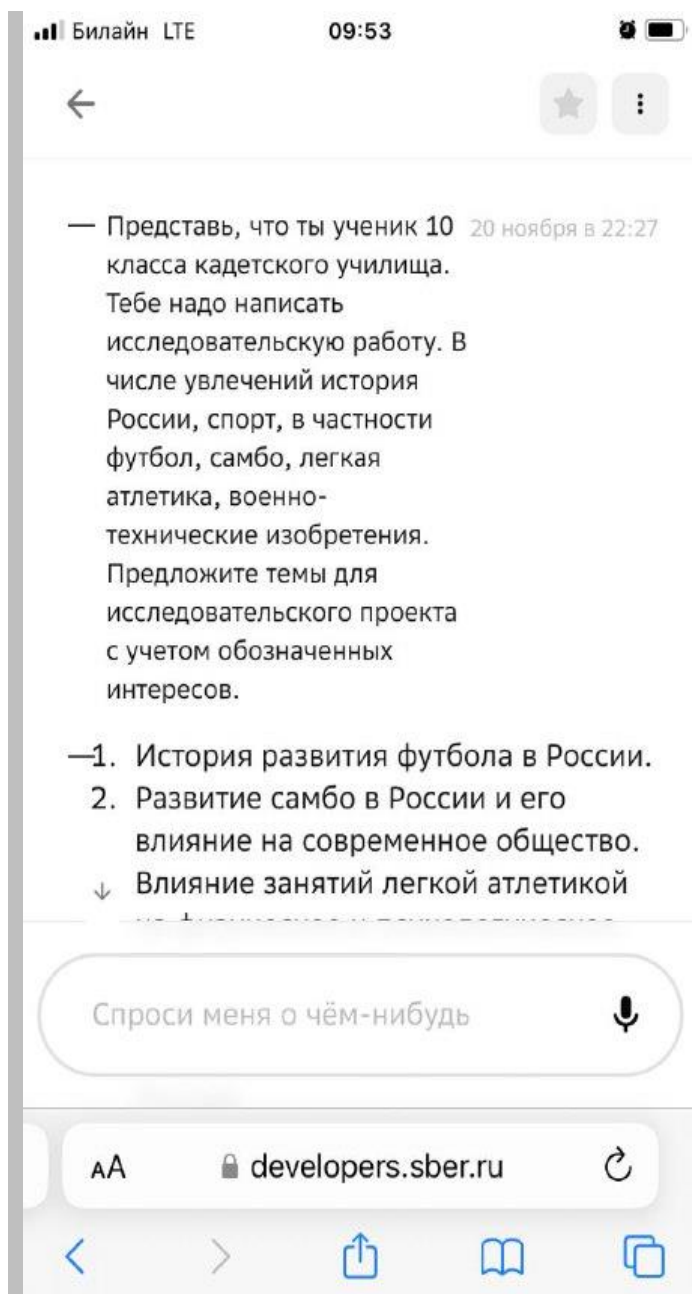 Билайн LTE 09:53
— Представь, что ты ученик 10 20 ноября в 22:27
класса кадетского училища.
Тебе надо написать
исследовательскую работу. В
числе увлечений история
России, спорт, в частности
футбол, самбо, легкая
атлетика, военно-
технические изобретения.
Предложите темы для
исследовательского проекта
с учетом обозначенных
интересов.
—1. История развития футбола в России.
2. Развитие самбо в России и его
влияние на современное общество.
Влияние занятий легкой атлетикой
Спроси меня о чём-нибудь
AA developers.sber.ru